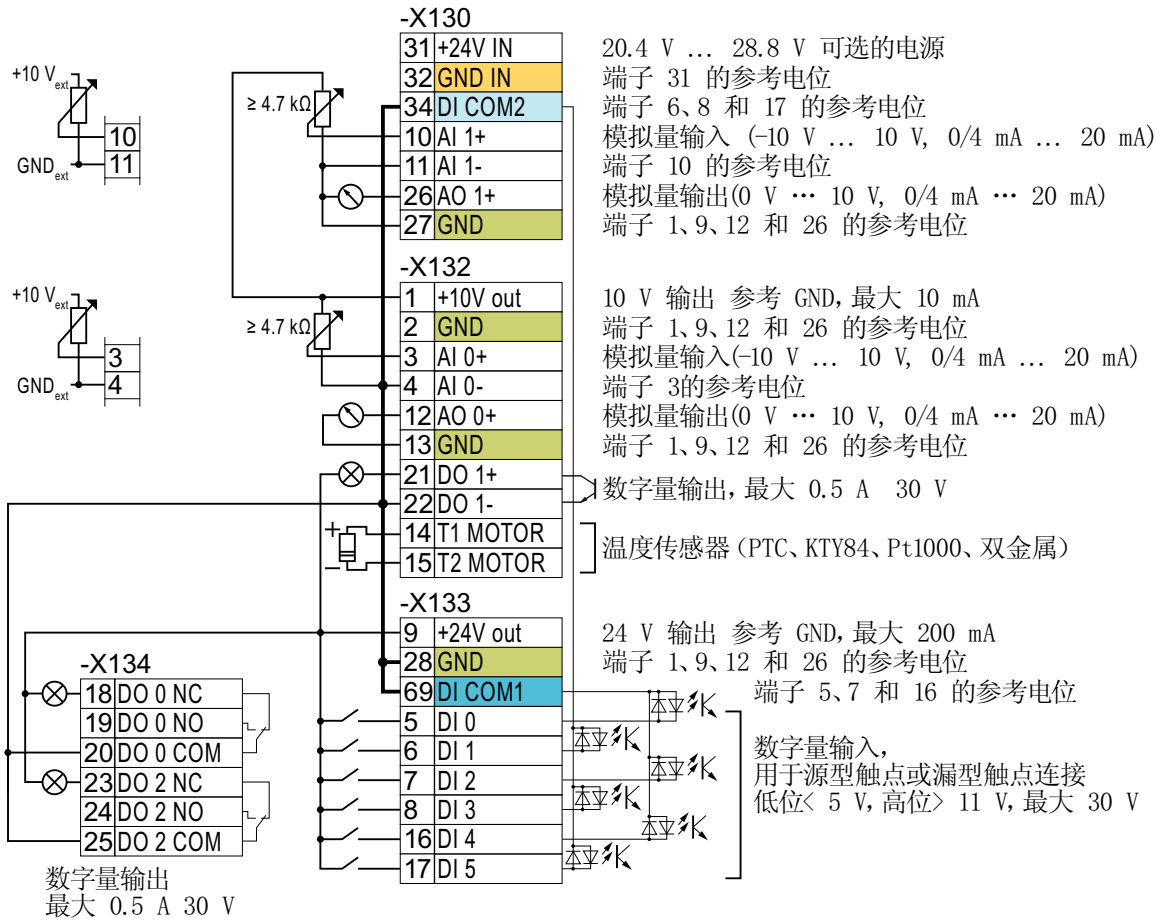 -X130
31 +24V IN 20.4 V ... 28.8 V 可选的电源
32 GND IN 端子 31 的参考电位
34 DI COM2 端子 6、8 和 17 的参考电位
10 AI 1+ 模拟量输入 (-10 V ... 10 V, 0/4 mA ... 20 mA)
11 AI 1- 端子 10 的参考电位
26 AO 1+ 模拟量输出(0 V … 10 V, 0/4 mA … 20 mA)
27 GND 端子 1、9、12 和 26 的参考电位
+10 V ext
10
GND ext 11
≥ 4.7 kΩ
-X132
1 +10V out 10 V 输出 参考 GND, 最大 10 mA
2 GND 端子 1、9、12 和 26 的参考电位
3 AI 0+ 模拟量输入(-10 V ... 10 V, 0/4 mA ... 20 mA)
4 AI 0- 端子 3的参考电位
12 AO 0+ 模拟量输出(0 V … 10 V, 0/4 mA … 20 mA)
13 GND 端子 1、9、12 和 26 的参考电位
21 DO 1+ 数字量输出, 最大 0.5 A 30 V
22 DO 1-
14 T1 MOTOR 温度传感器 (PTC、KTY84、Pt1000、双金属)
15 T2 MOTOR
+10 V ext
3
GND ext 4
≥ 4.7 kΩ
+
−
-X133
9 +24V out 24 V 输出 参考 GND, 最大 200 mA
28 GND 端子 1、9、12 和 26 的参考电位
69 DI COM1 端子 5、7 和 16 的参考电位
5 DI 0
6 DI 1
7 DI 2
8 DI 3
16 DI 4
17 DI 5
数字量输入,
用于源型触点或漏型触点连接
低位< 5 V, 高位> 11 V, 最大 30 V
-X134
18 DO 0 NC
19 DO 0 NO
20 DO 0 COM
23 DO 2 NC
24 DO 2 NO
25 DO 2 COM
数字量输出
最大 0.5 A 30 V